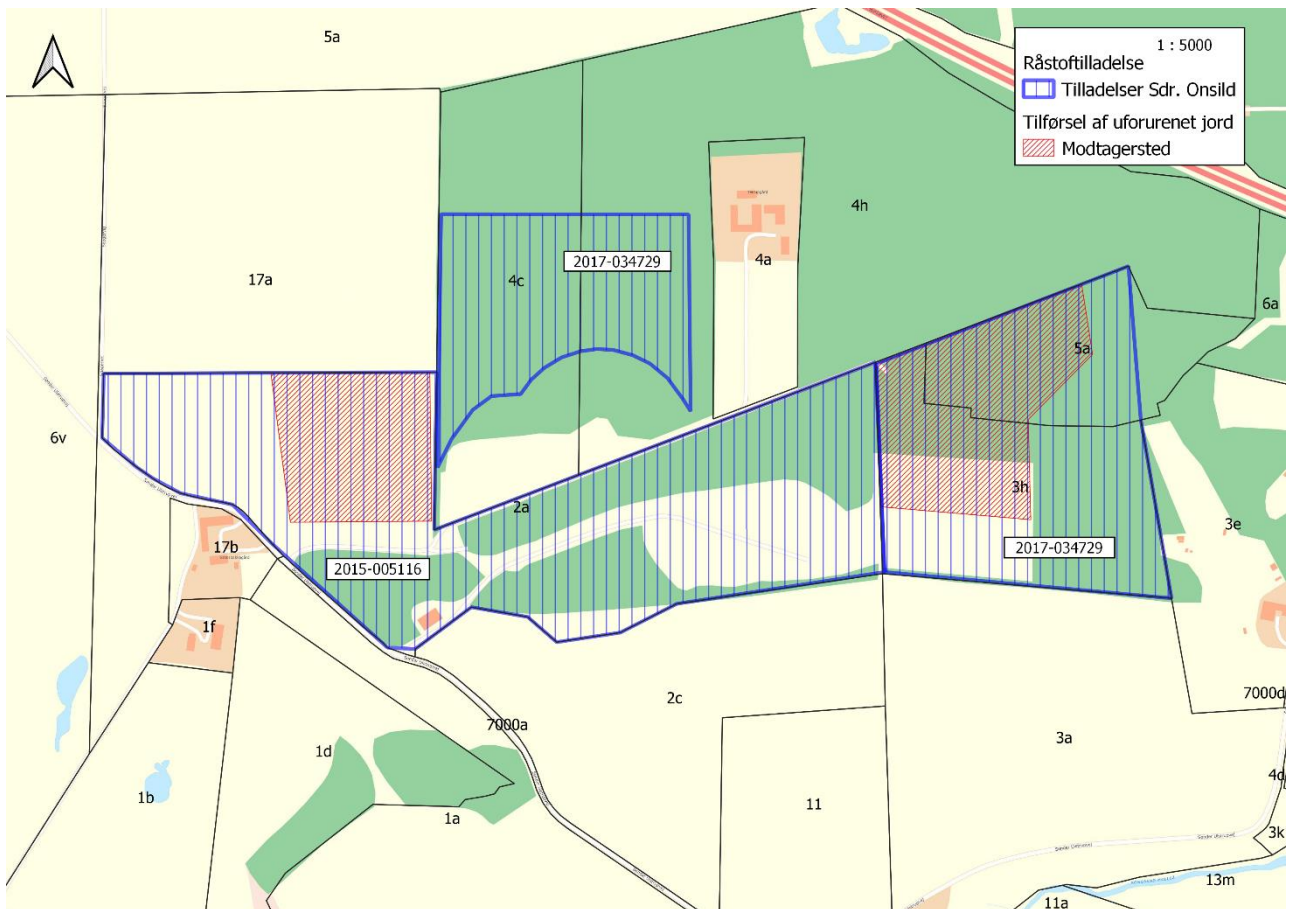 5a
1 : 5000
Råstoftilladelse
Tilladelser Sdr. Onsild
Tilførsel af uforurenet jord
Modtagersted
4h
2017-034729
4a
17a
4c
6a
5a
6v
3h
2a
3e
17b
2017-034729
2015-005116
1f
2c
7000d
7000a
3a
1d
4d
1b
11
1a
3k
13m
11a